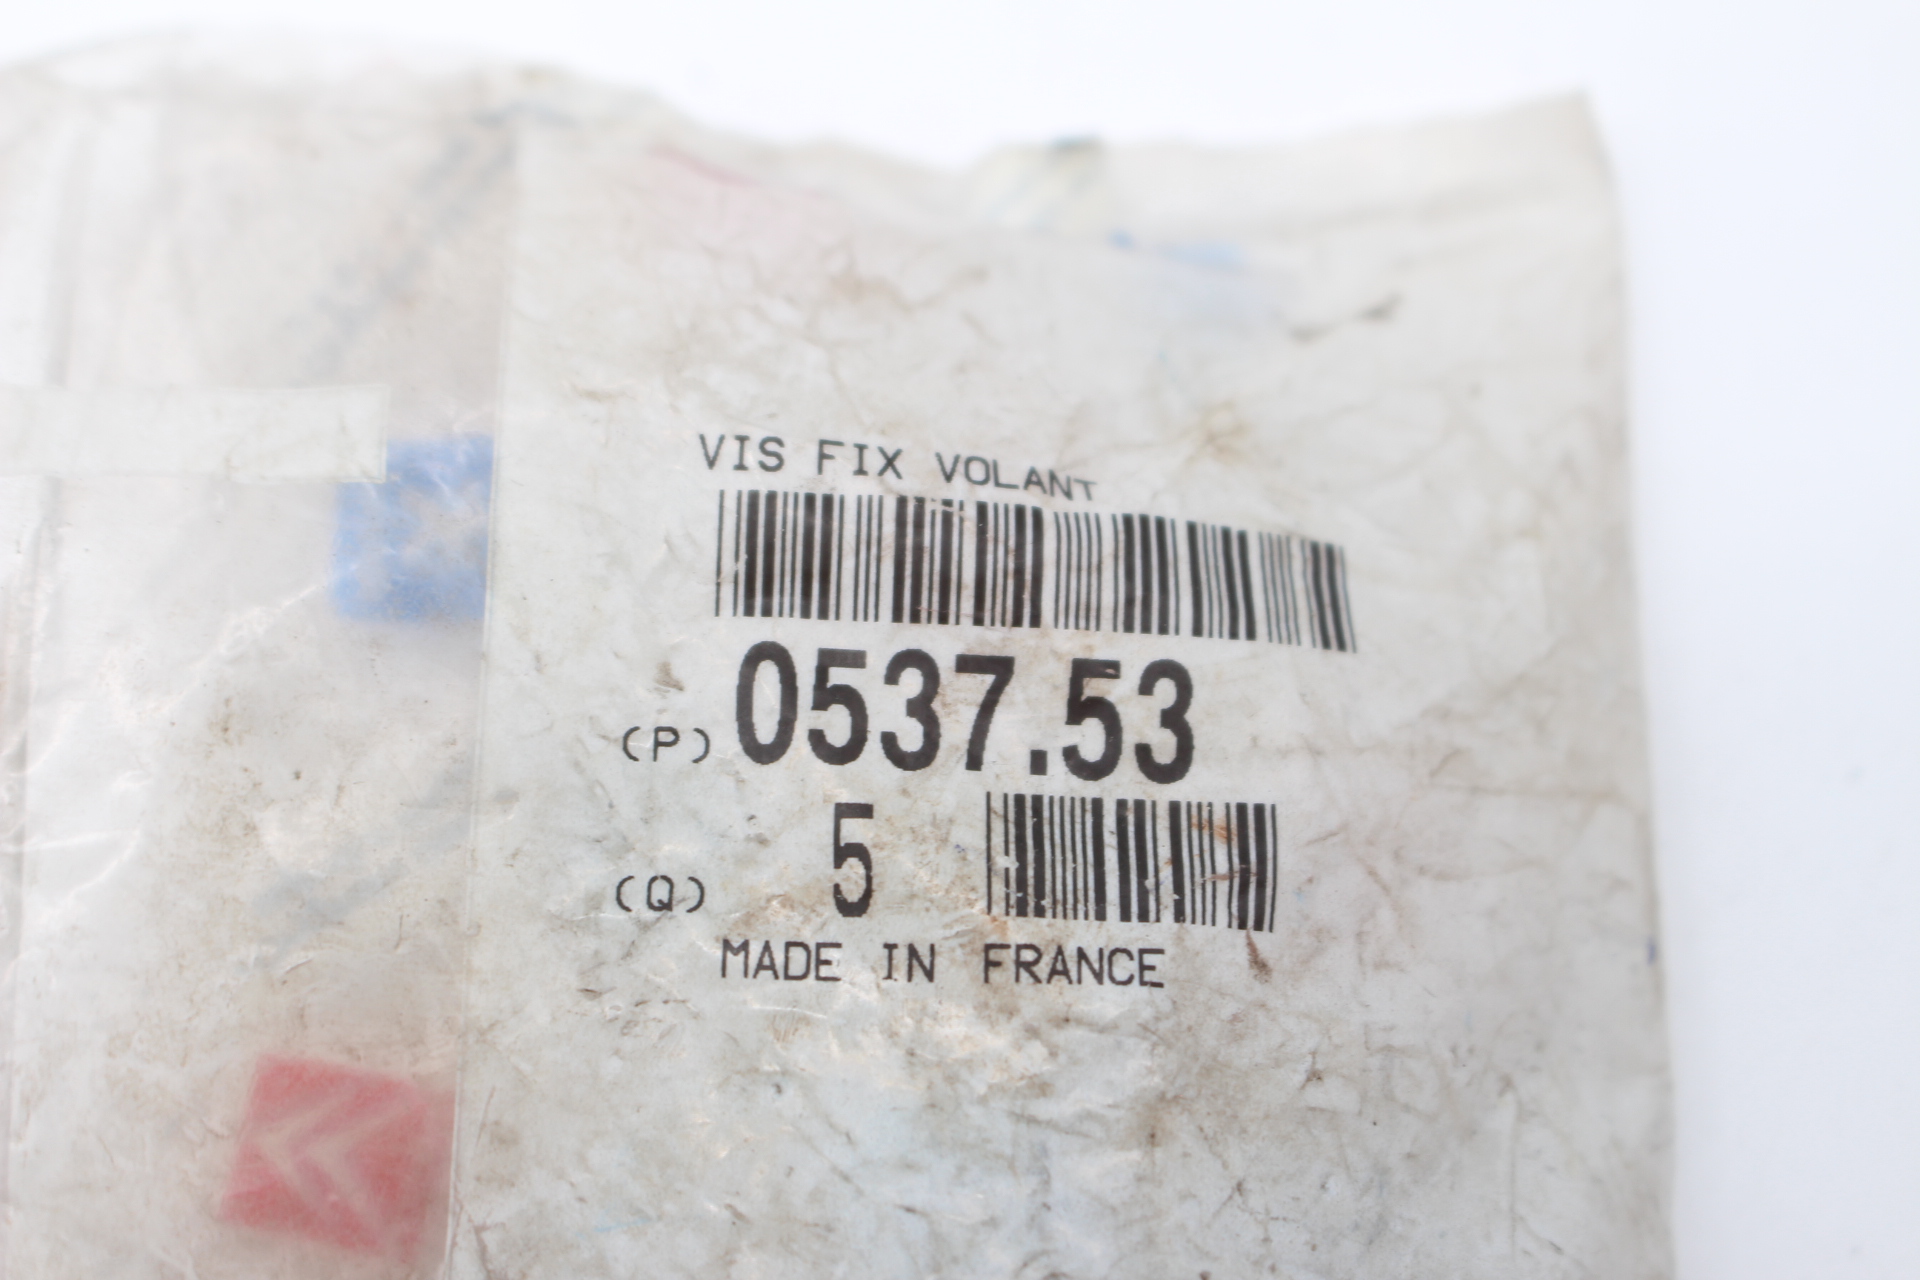 VIS FIX VOLANT
(P) 0537.53
(Q) 5
MADE IN FRANCE